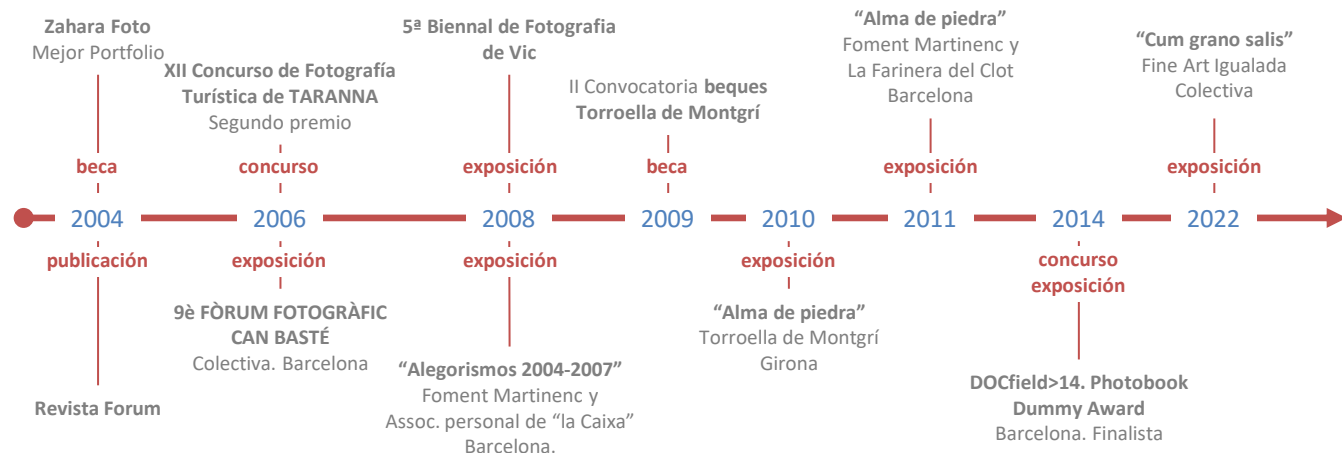 Zahara Foto
Mejor Portfolio
XII Concurso de Fotografía
Turística de TARANNA
Segundo premio
5ª Biennal de Fotografia
de Vic
II Convocatoria beques
Torroella de Montgrí
“Alma de piedra”
Foment Martinenc y
La Farinera del Clot
Barcelona
“Cum grano salis”
Fine Art Igualada
Colectiva
beca
concurso
exposición
beca
exposición
exposición
2004
2006
2008
2009
2010
2011
2014
2022
publicación
exposición
exposición
exposición
concurso
exposición
Revista Forum
9è FÒRUM FOTOGRÀFIC
CAN BASTÉ
Colectiva. Barcelona
“Alegorismos 2004-2007”
Foment Martinenc y
Assoc. personal de “la Caixa”
Barcelona.
“Alma de piedra”
Torroella de Montgrí
Girona
DOCfield>14. Photobook
Dummy Award
Barcelona. Finalista